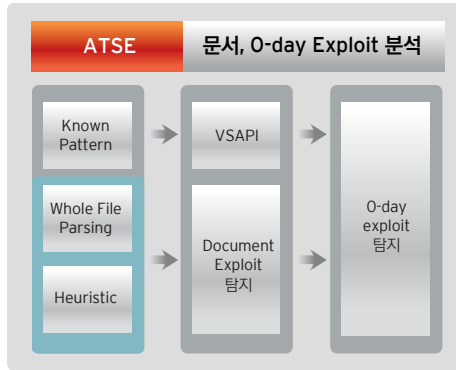 ATSE
문서, 0-day Exploit 분석
Known
Pattern
VSAPI
Whole File
Parsing
Heuristic
Document
Exploit
탐지
0-day
exploit
탐지